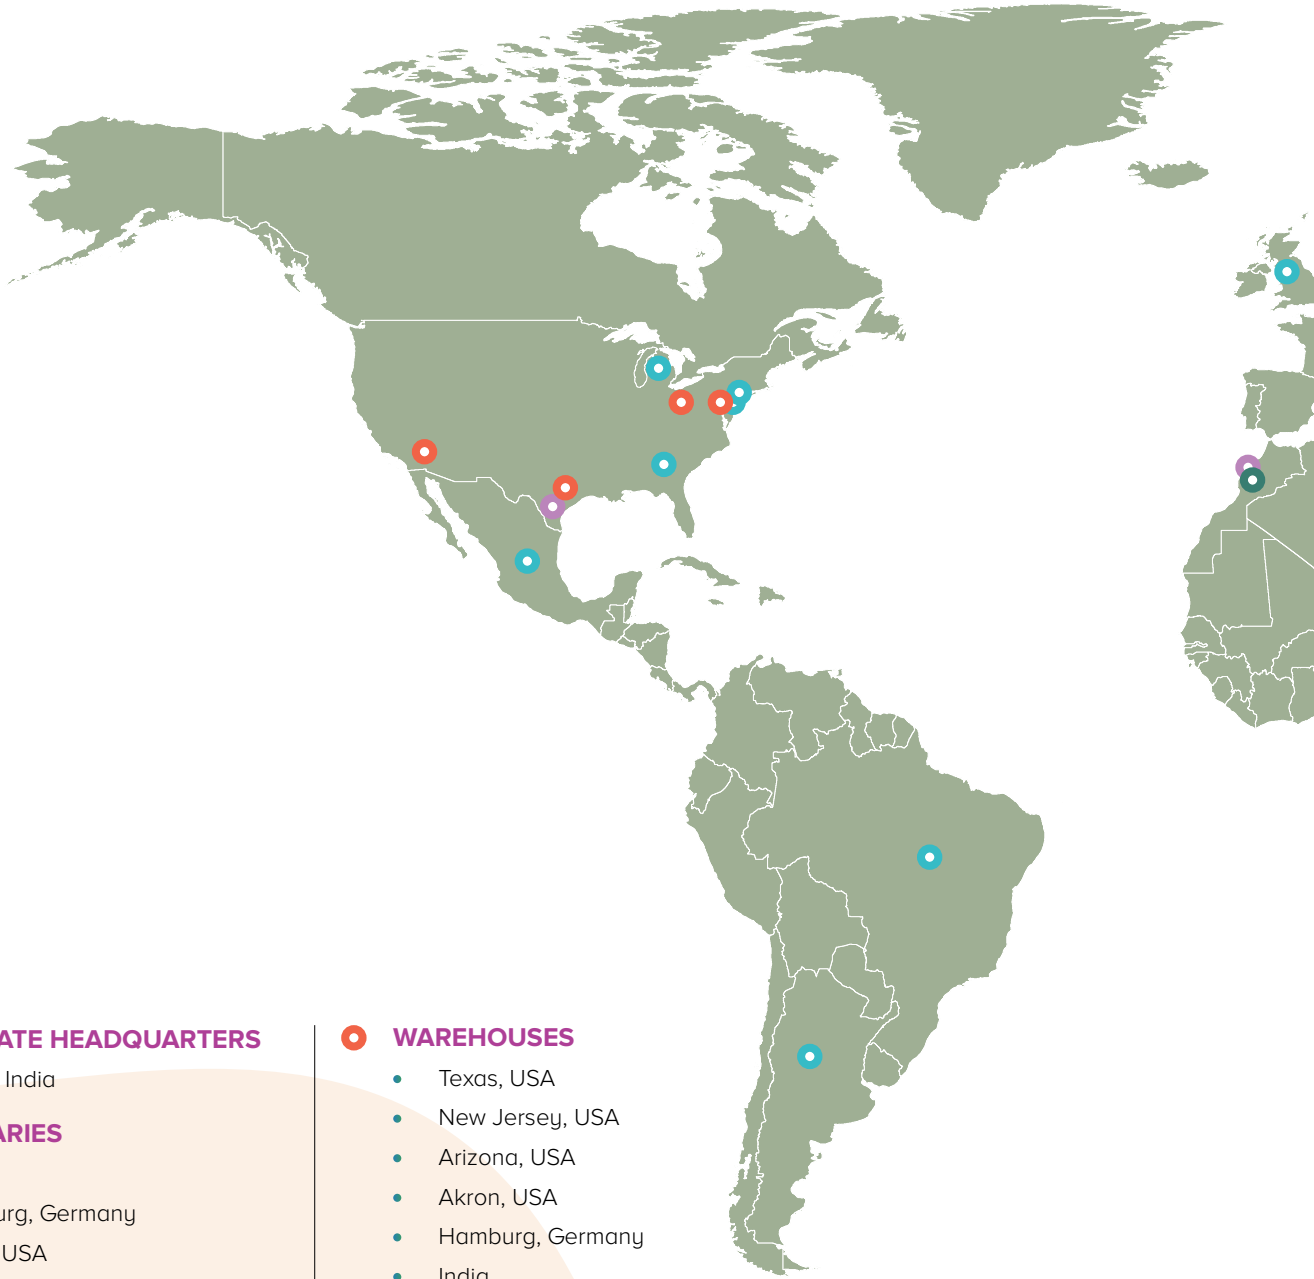 ATE HEADQUARTERS
India
ARIES
urg, Germany
USA
WAREHOUSES
• Texas, USA
• New Jersey, USA
• Arizona, USA
• Akron, USA
• Hamburg, Germany
• India